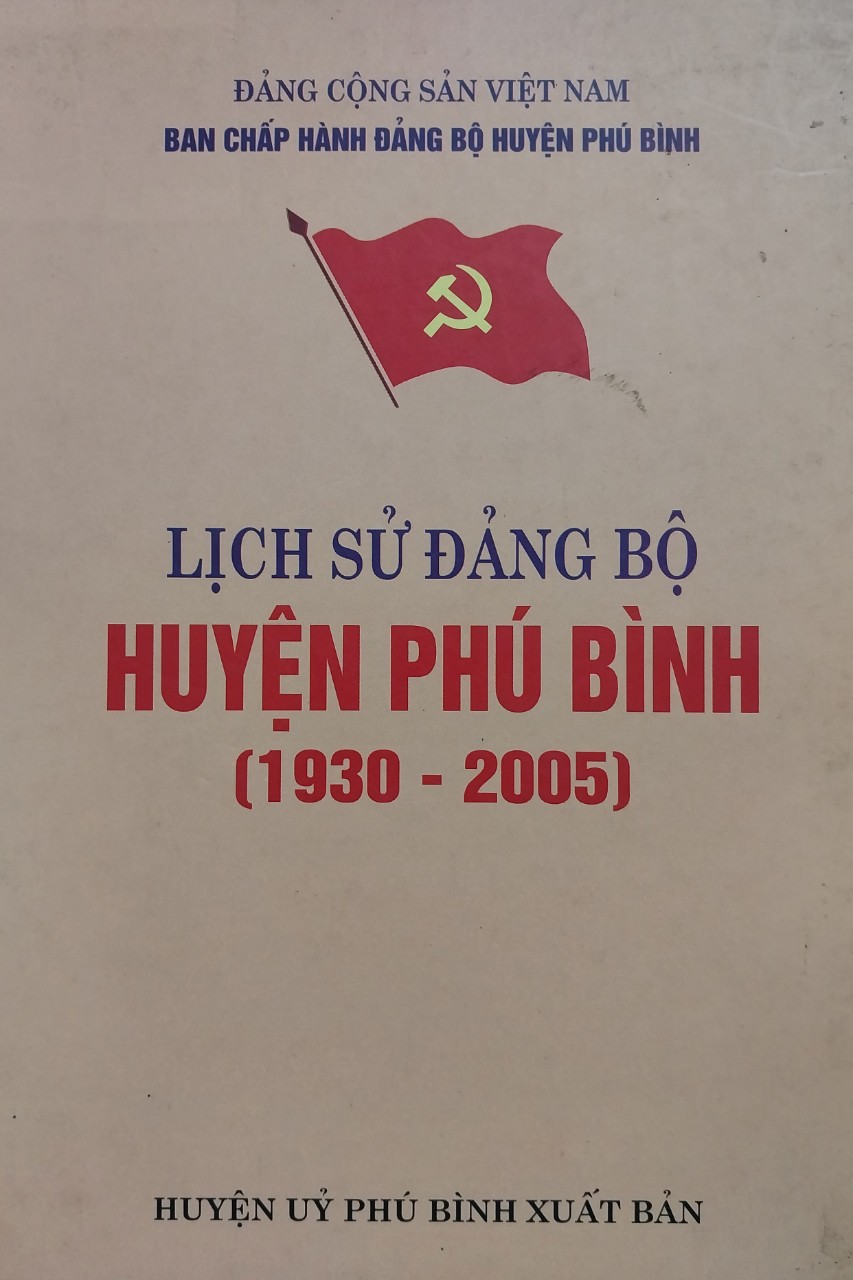 ĐẢNG CỘNG SẢN VIỆT NAM
BAN CHẤP HÀNH ĐẢNG BỘ HUYỆN PHÚ BÌNH
LỊCH SỬ ĐẢNG BỘ
HUYỆN PHÚ BÌNH
(1930 - 2005)
HUYỆN UỶ PHÚ BÌNH XUẤT BẢN